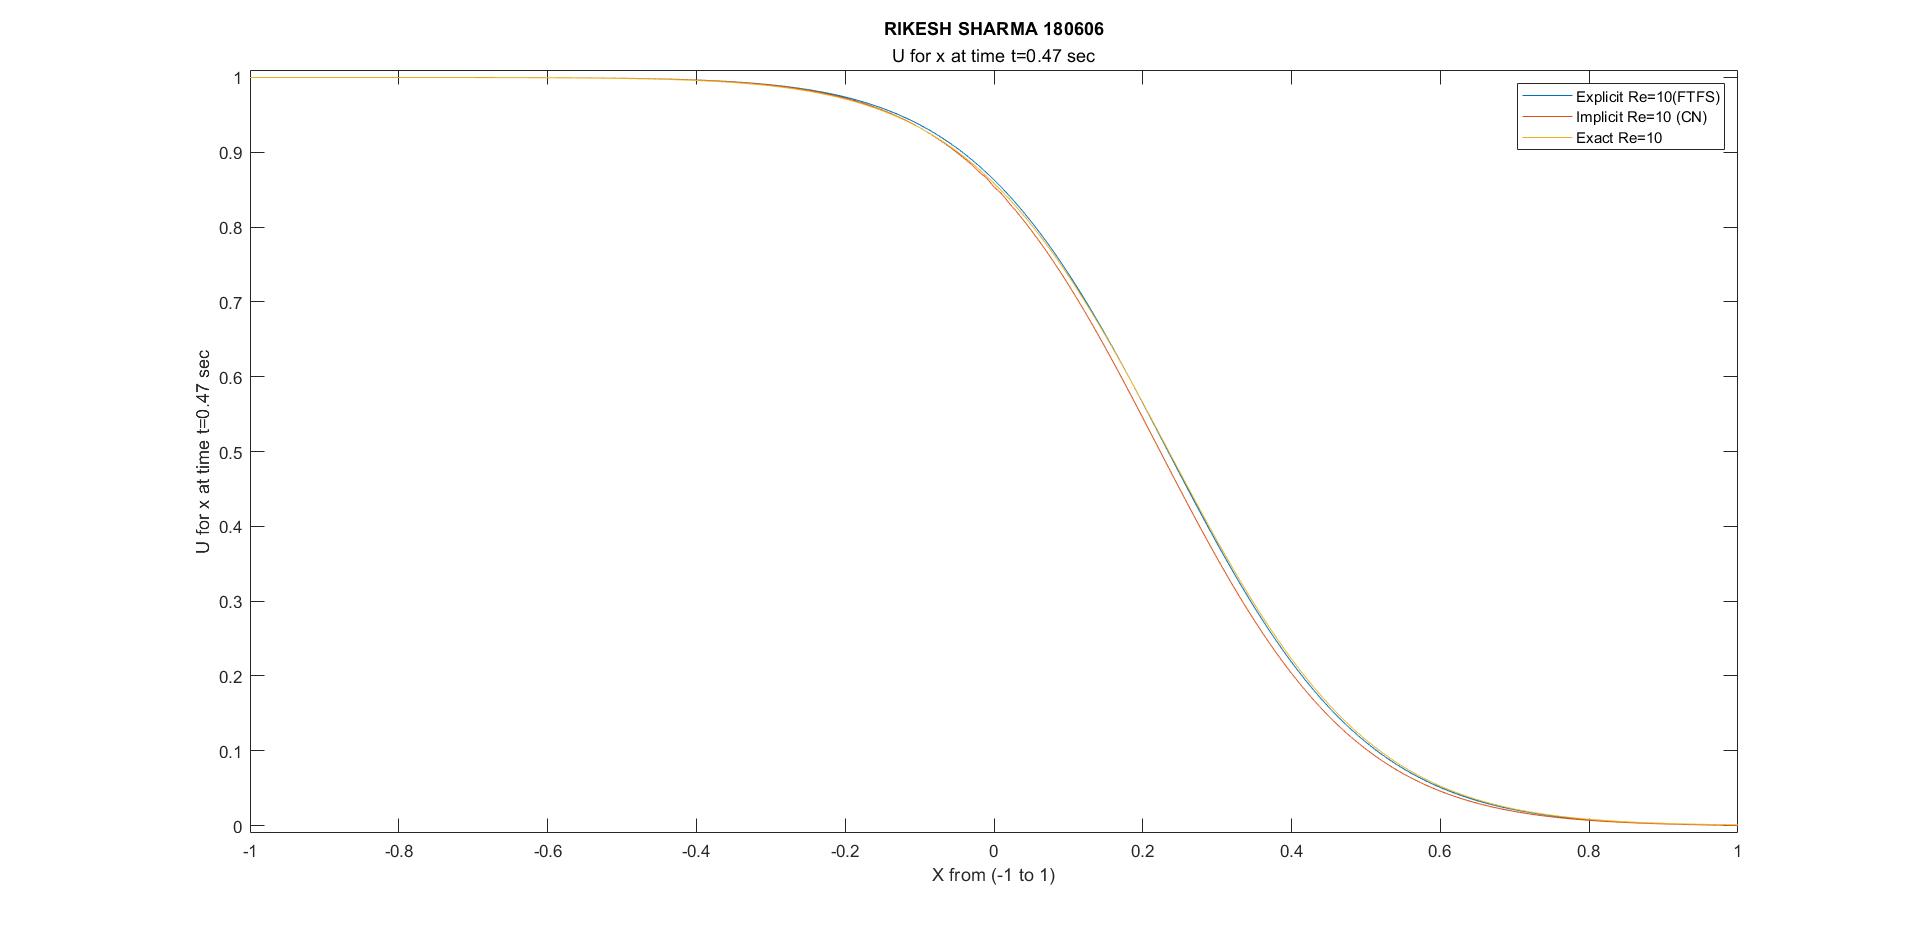 RIKESH SHARMA 180606
U for x at time t=0.47 sec
Explicit Re=10(FTFS)
Implicit Re=10 (CN)
Exact Re=10
U for x at time t=0.47 sec
1
0.9
0.8
0.7
0.6
0.5
0.4
0.3
0.2
0.1
0
-1 -0.8 -0.6 -0.4 -0.2 0 0.2 0.4 0.6 0.8 1
X from (-1 to 1)